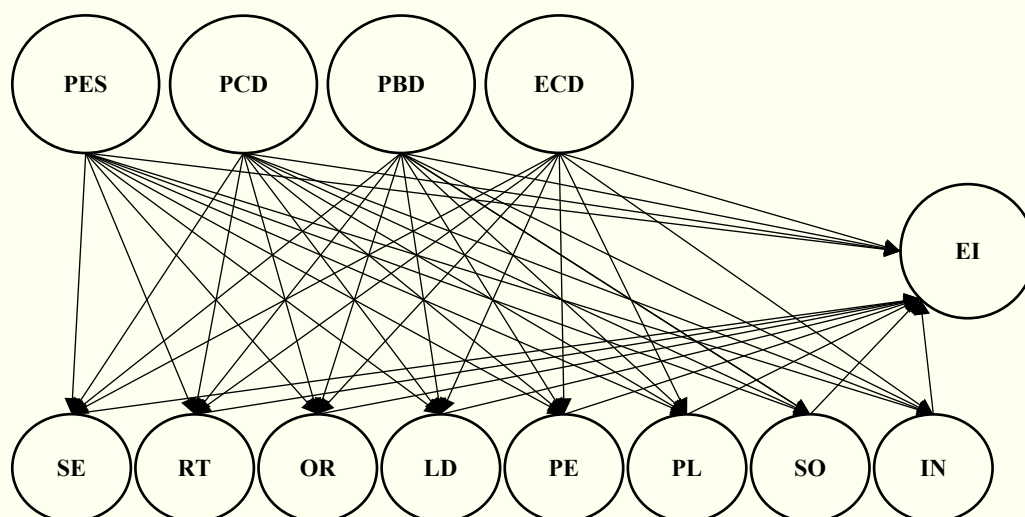 PES PCD PBD ECD
EI
SE RT OR LD PE PL SO IN